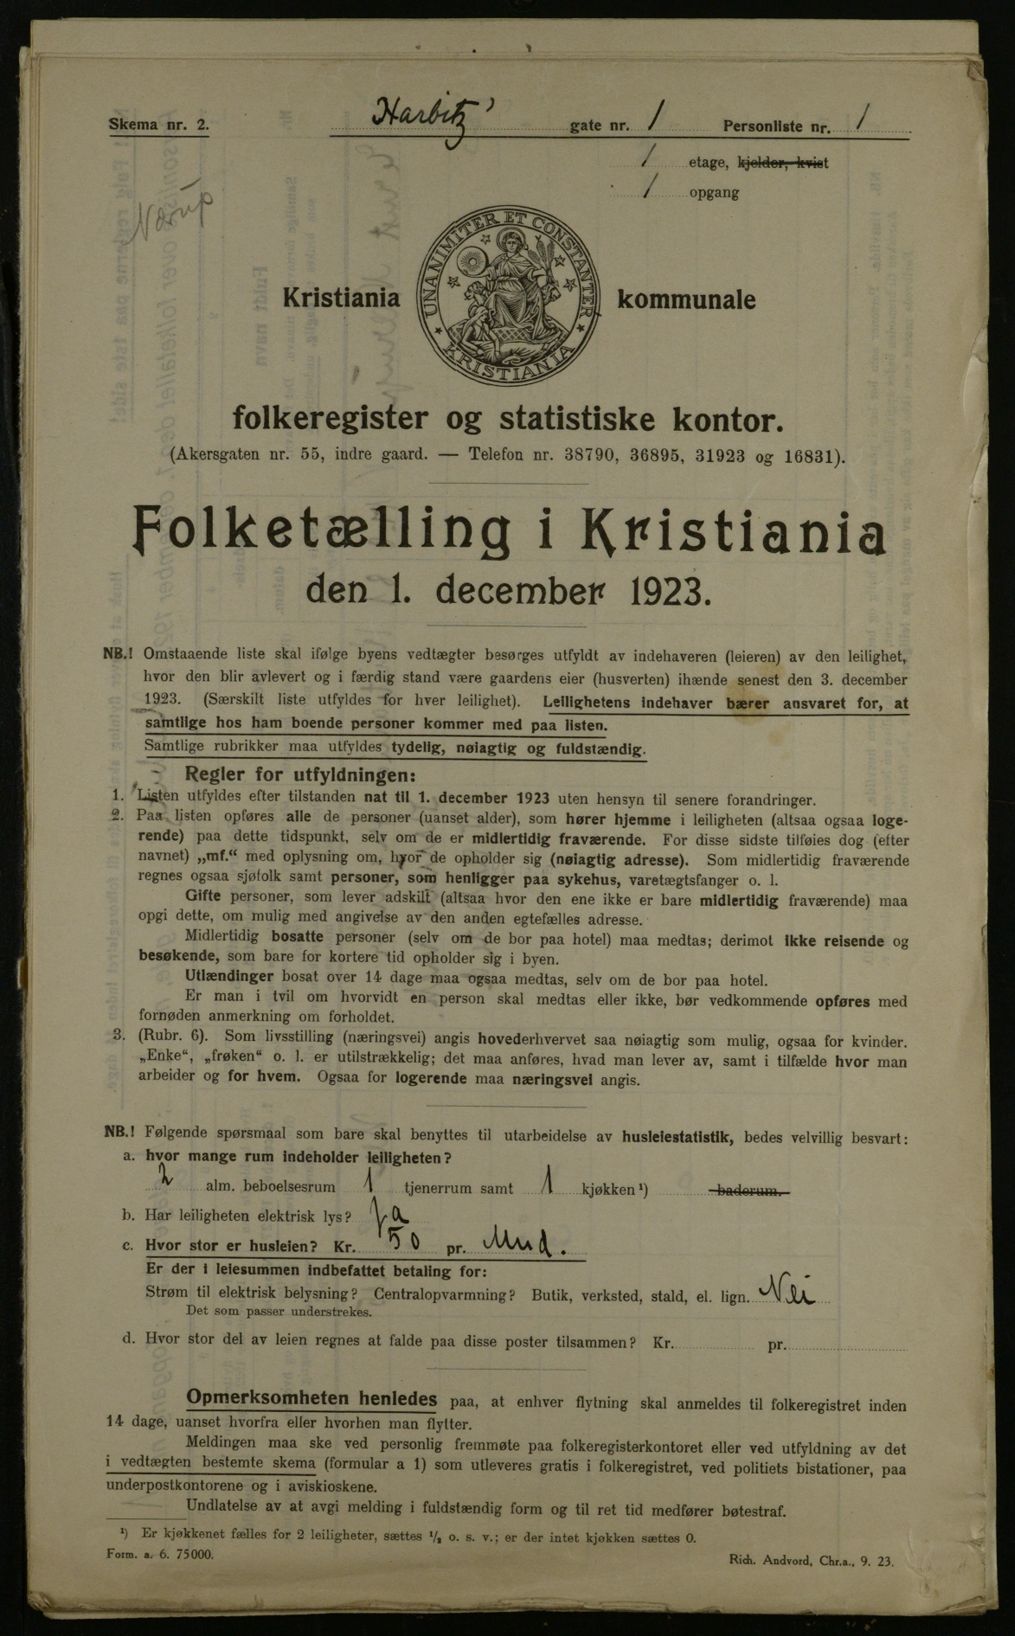 Skema nr. 2. Harbitz' gate nr. 1 Personliste nr. 1
1 etage, kjelder, kvist
1 opgang
Nærup
UNANIMITER ET CONSTANTER
KRISTIANIA
Kristiania kommunale
folkeregister og statistiske kontor.
(Akersgaten nr. 55, indre gaard. — Telefon nr. 38790, 36895, 31923 og 16831).
Folketælling i Kristiania
den 1. december 1923.
NB.! Omstaaende liste skal ifølge byens vedtægter besørges utfyldt av indehaveren (leieren) av den leilighet,
hvor den blir avlevert og i færdig stand være gaardens eier (husverten) ihænde senest den 3. december
1923. (Særskilt liste utfyldes for hver leilighet). Leilighetens indehaver bærer ansvaret for, at
samtlige hos ham boende personer kommer med paa listen.
Samtlige rubrikker maa utfyldes tydelig, nøiagtig og fuldstændig.
Regler for utfyldningen:
1. Listen utfyldes efter tilstanden nat til 1. december 1923 uten hensyn til senere forandringer.
2. Paa listen opføres alle de personer (uanset alder), som hører hjemme i leiligheten (altsaa ogsaa loge-
rende) paa dette tidspunkt, selv om de er midlertidig fraværende. For disse sidste tilføies dog (efter
navnet) „mf.“ med oplysning om, hvor de opholder sig (nøiagtig adresse). Som midlertidig fraværende
regnes ogsaa sjøfolk samt personer, som henligger paa sykehus, varetægtsfanger o. l.
Gifte personer, som lever adskilt (altsaa hvor den ene ikke er bare midlertidig fraværende) maa
opgi dette, om mulig med angivelse av den anden egtefælles adresse.
Midlertidig bosatte personer (selv om de bor paa hotel) maa medtas; derimot ikke reisende og
besøkende, som bare for kortere tid opholder sig i byen.
Utlændinger bosat over 14 dage maa ogsaa medtas, selv om de bor paa hotel.
Er man i tvil om hvorvidt en person skal medtas eller ikke, bør vedkommende opføres med
fornøden anmerkning om forholdet.
3. (Rubr. 6). Som livsstilling (næringsvei) angis hovederhvervet saa nøiagtig som mulig, ogsaa for kvinder.
„Enke“, „frøken“ o. l. er utilstrækkelig; det maa anføres, hvad man lever av, samt i tilfælde hvor man
arbeider og for hvem. Ogsaa for logerende maa næringsvei angis.
NB.! Følgende spørsmaal som bare skal benyttes til utarbeidelse av husleiestatistik, bedes velvillig besvart:
a. hvor mange rum indeholder leiligheten?
2 alm. beboelsesrum 1 tjenerrum samt 1 kjøkken ¹) baderum.
b. Har leiligheten elektrisk lys? Ja
c. Hvor stor er husleien? Kr. 50 pr. Mnd.
Er der i leiesummen indbefattet betaling for:
Strøm til elektrisk belysning? Centralopvarmning? Butik, verksted, stald, el. lign. Nei
Det som passer understrekes.
d. Hvor stor del av leien regnes at falde paa disse poster tilsammen? Kr. pr.
Opmerksomheten henledes paa, at enhver flytning skal anmeldes til folkeregistret inden
14 dage, uanset hvorfra eller hvorhen man flytter.
Meldingen maa ske ved personlig fremmøte paa folkeregisterkontoret eller ved utfyldning av det
i vedtægten bestemte skema (formular a 1) som utleveres gratis i folkeregistret, ved politiets bistationer, paa
underpostkontorene og i aviskioskene.
Undlatelse av at avgi melding i fuldstændig form og til ret tid medfører bøtestraf.
¹) Er kjøkkenet fælles for 2 leiligheter, sættes ½ o. s. v.; er der intet kjøkken sættes 0.
Form. a. 6. 75000. Rich. Andvord, Chr.a., 9. 23.